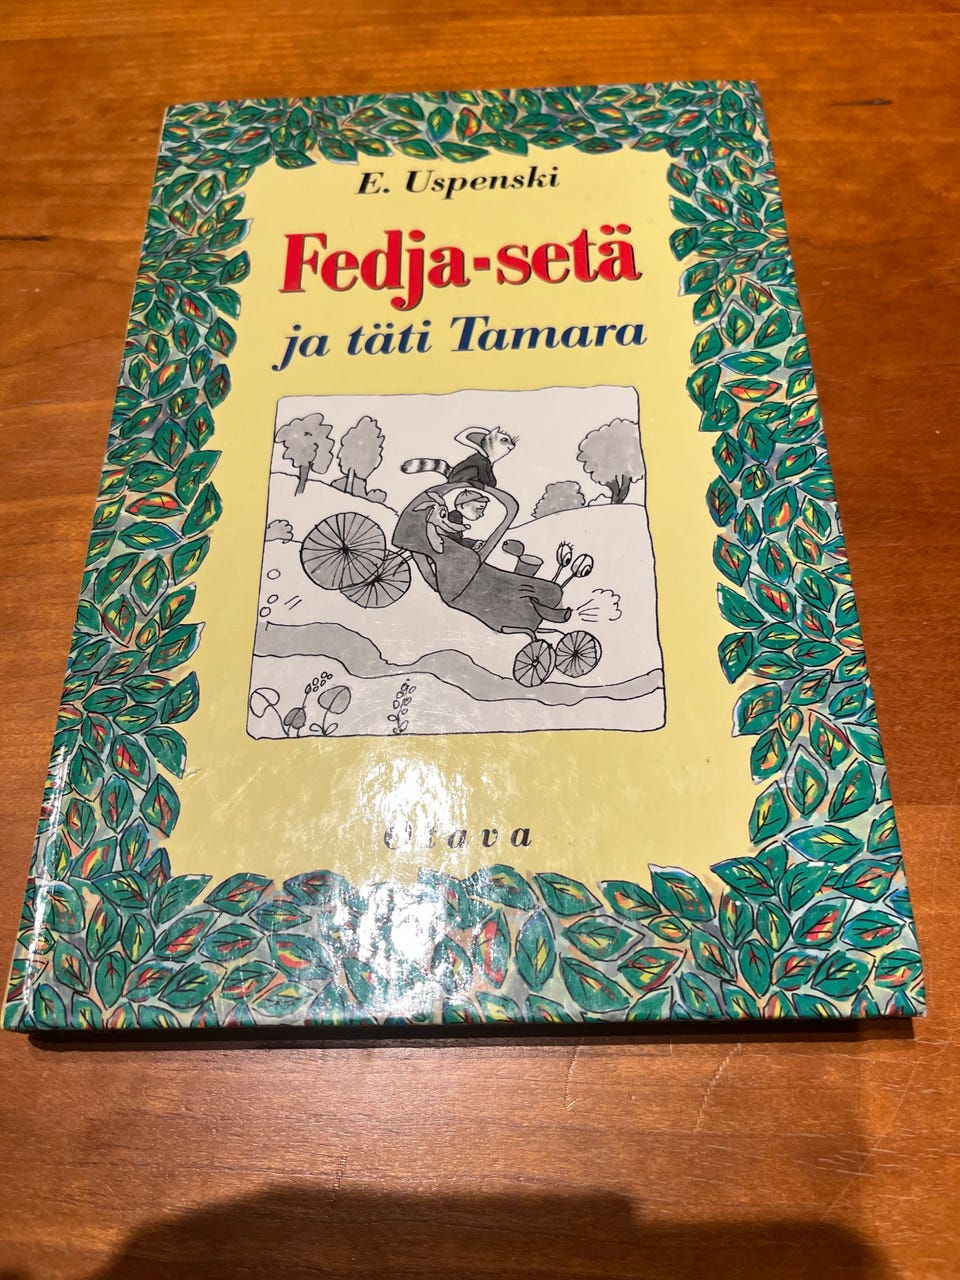 E. Uspenski
Fedja-setä
ja täti Tamara
Otava